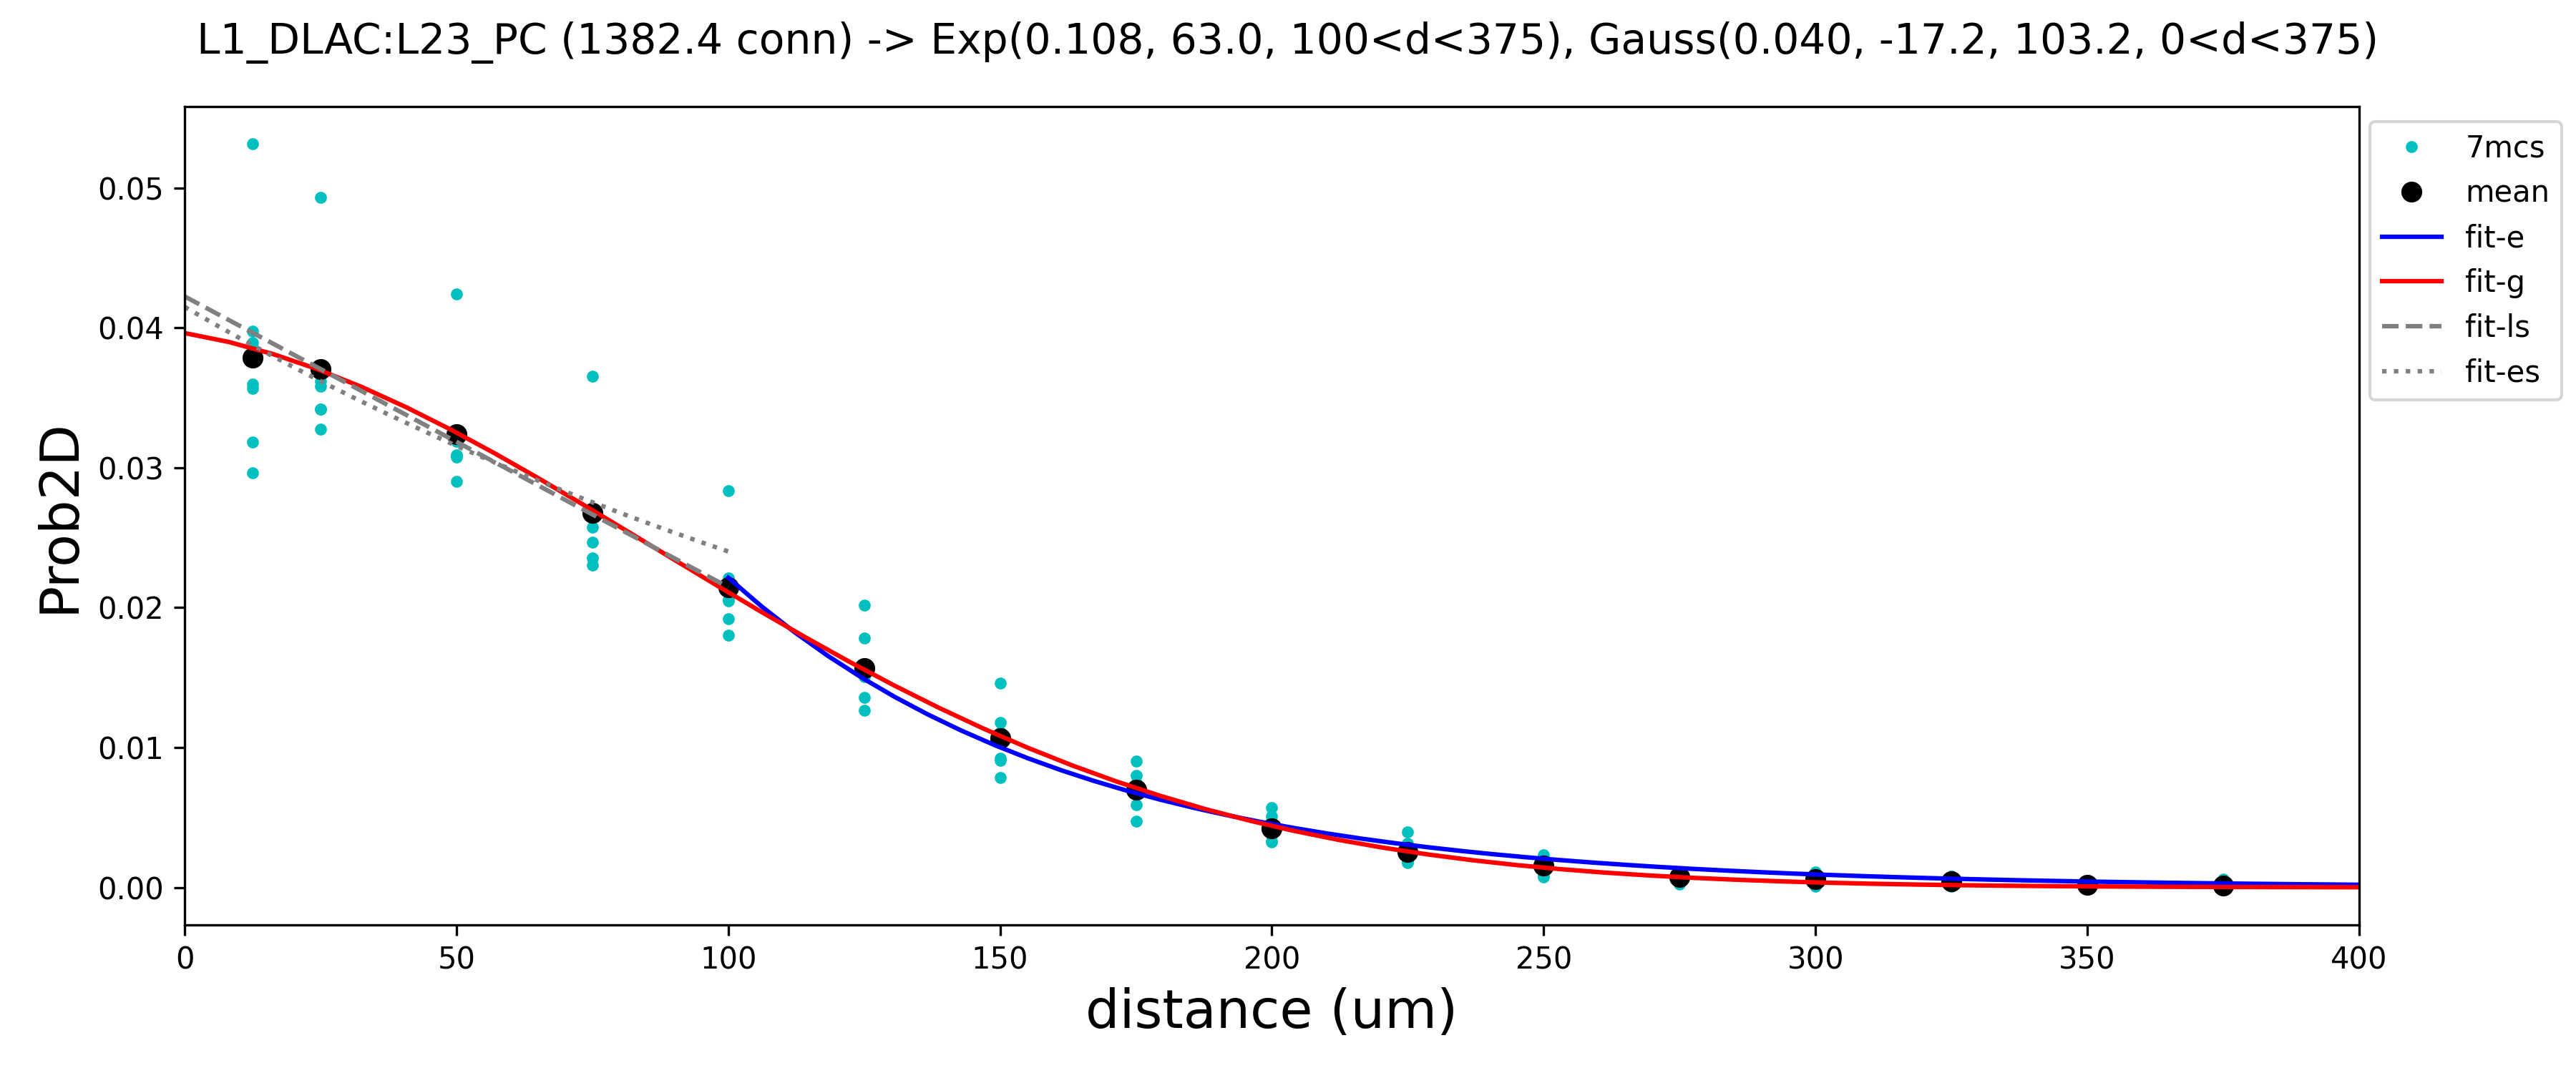 L1_DLAC:L23_PC (1382.4 conn) -> Exp(0.108, 63.0, 100<d<375), Gauss(0.040, -17.2, 103.2, 0<d<375)
7mcs
mean
fit-e
fit-g
fit-ls
fit-es
Prob2D
0.05
0.04
0.03
0.02
0.01
0.00
0 50 100 150 200 250 300 350 400
distance (um)